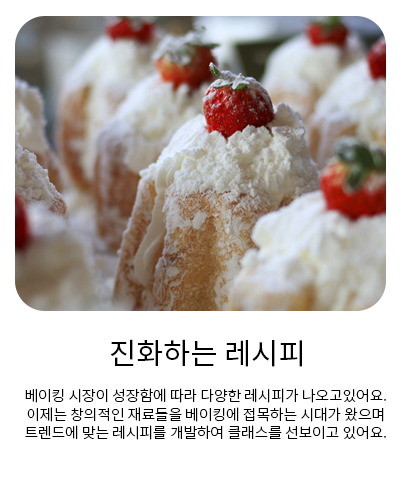 진화하는 레시피
베이킹 시장이 성장함에 따라 다양한 레시피가 나오고있어요.
이제는 창의적인 재료들을 베이킹에 접목하는 시대가 왔으며
트렌드에 맞는 레시피를 개발하여 클래스를 선보이고 있어요.